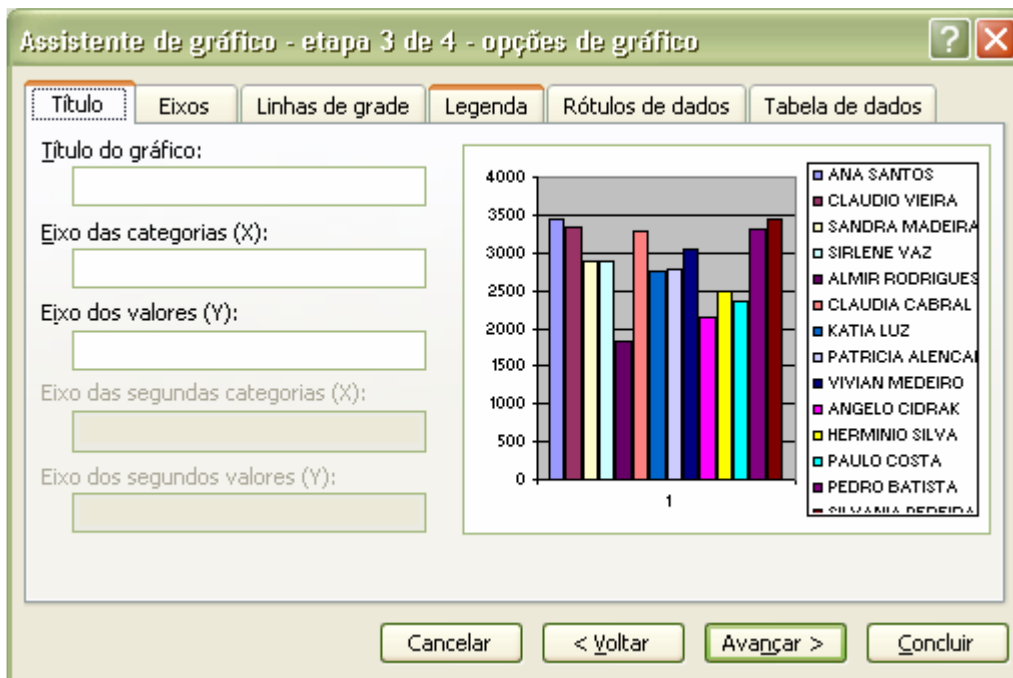 Assistente de gráfico - etapa 3 de 4 - opções de gráfico
Título Eixos Linhas de grade Legenda Rótulos de dados Tabela de dados
Título do gráfico:
Eixo das categorias (X):
Eixo dos valores (Y):
Eixo das segundas categorias (X):
Eixo dos segundos valores (Y):
4000
3500
3000
2500
2000
1500
1000
500
0
1
ANA SANTOS
CLAUDIO VIEIRA
SANDRA MADEIRA
SIRLENE VAZ
ALMIR RODRIGUES
CLAUDIA CABRAL
KATIA LUZ
PATRICIA ALENCAI
VIVIAN MEDEIRO
ANGELO CIDRAK
HERMINIO SILVA
PAULO COSTA
PEDRO BATISTA
SILVANIA PEREIRA
Cancelar < Voltar Avançar > Concluir